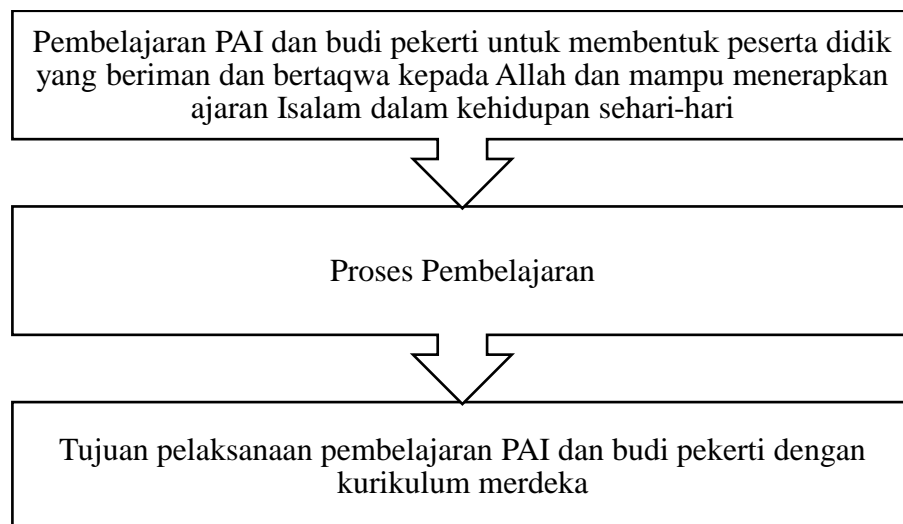 Pembelajaran PAI dan budi pekerti untuk membentuk peserta didik
yang beriman dan bertaqwa kepada Allah dan mampu menerapkan
ajaran Isalam dalam kehidupan sehari-hari
Proses Pembelajaran
Tujuan pelaksanaan pembelajaran PAI dan budi pekerti dengan
kurikulum merdeka